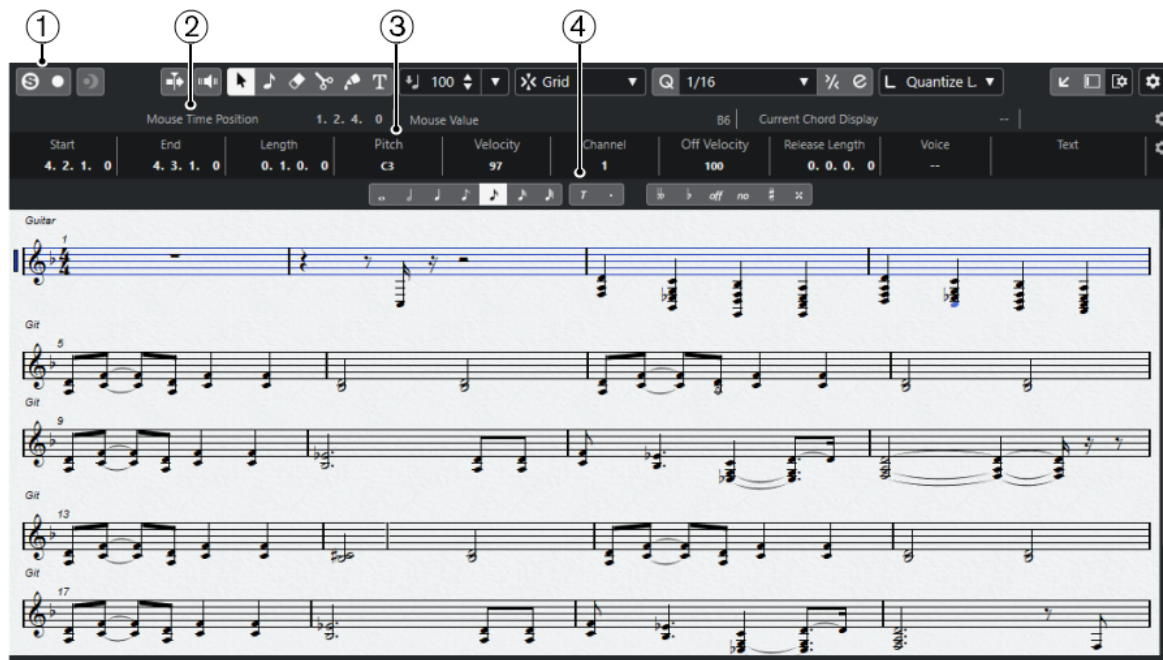 1 2 3 4
S 100 Grid Q 1/16 e L Quantize L.
Mouse Time Position 1. 2. 4. 0 Mouse Value B6 Current Chord Display --
Start End Length Pitch Velocity Channel Off Velocity Release Length Voice Text
4. 2. 1. 0 4. 3. 1. 0 0. 1. 0. 0 C3 97 1 100 0. 0. 0. 0 --
T . off no
Guitar
1
4
4
Git
5
Git
9
Git
13
Git
17